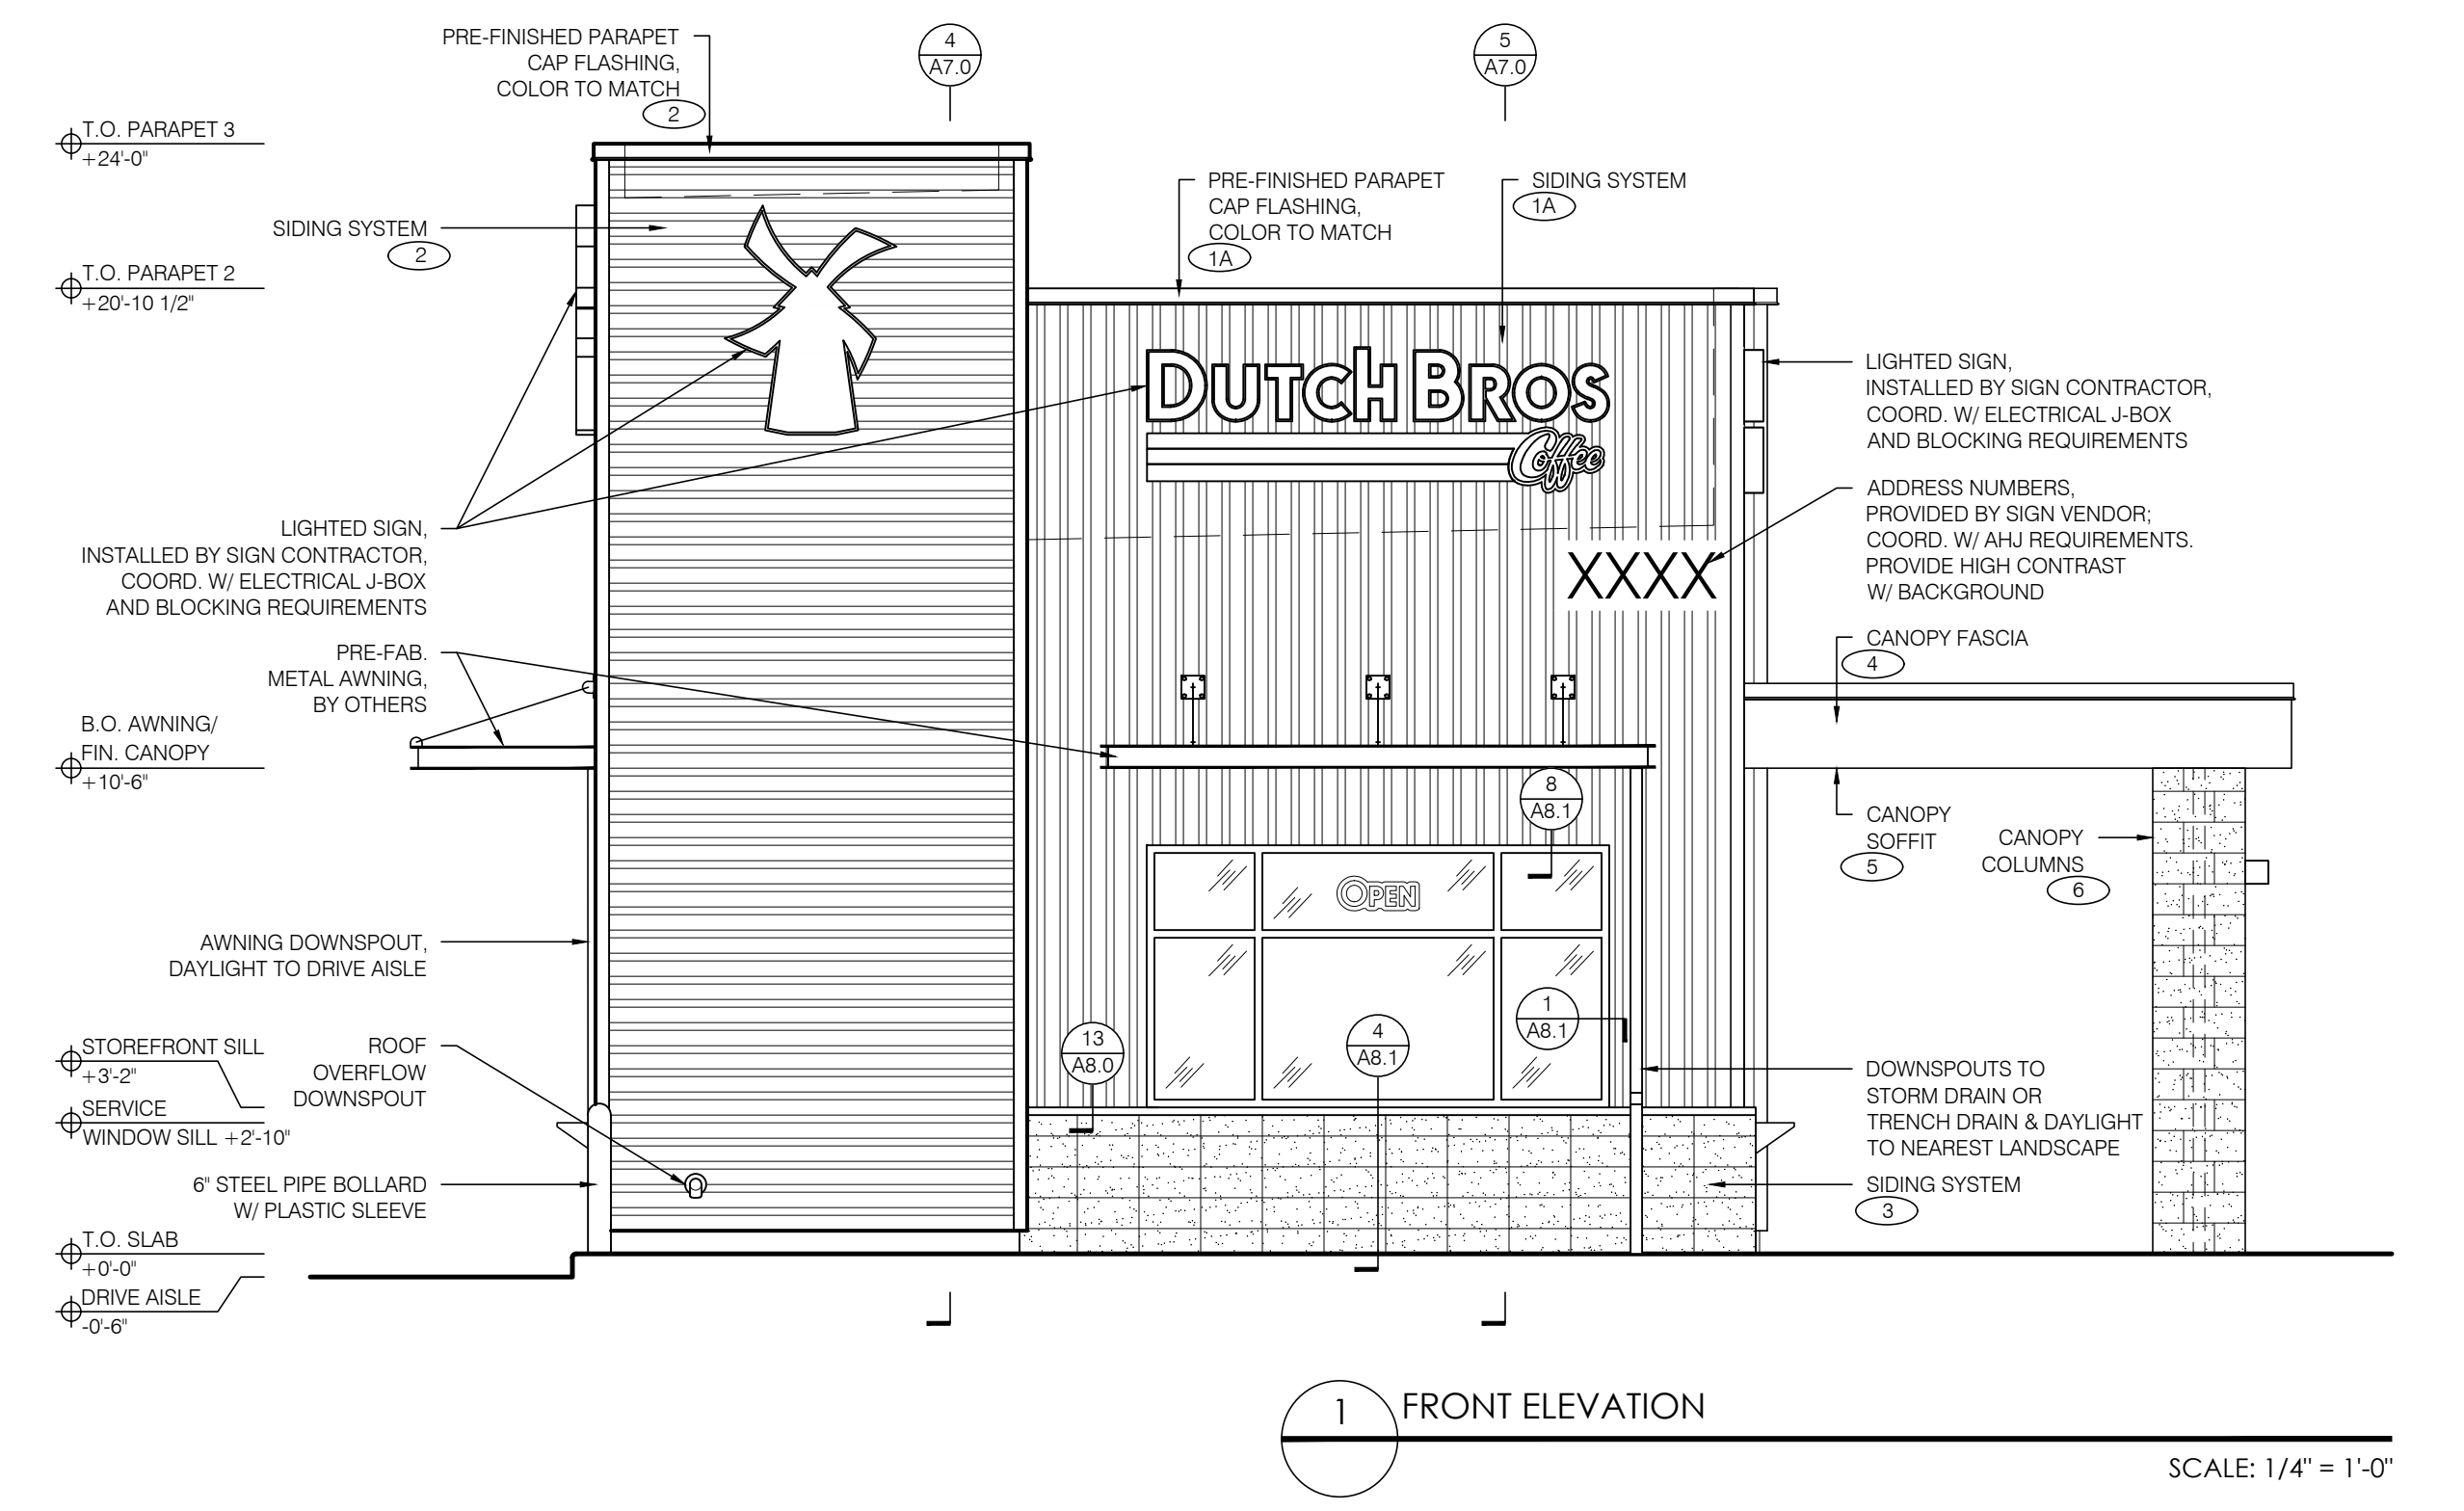 PRE-FINISHED PARAPET
CAP FLASHING,
COLOR TO MATCH
2
4
A7.0
5
A7.0
T.O. PARAPET 3
+24'-0"
SIDING SYSTEM
2
T.O. PARAPET 2
+20'-10 1/2"
PRE-FINISHED PARAPET
CAP FLASHING,
COLOR TO MATCH
1A
SIDING SYSTEM
1A
DUTCH BROS
Coffee
LIGHTED SIGN,
INSTALLED BY SIGN CONTRACTOR,
COORD. W/ ELECTRICAL J-BOX
AND BLOCKING REQUIREMENTS
ADDRESS NUMBERS,
PROVIDED BY SIGN VENDOR;
COORD. W/ AHJ REQUIREMENTS.
PROVIDE HIGH CONTRAST
W/ BACKGROUND
XXXX
LIGHTED SIGN,
INSTALLED BY SIGN CONTRACTOR,
COORD. W/ ELECTRICAL J-BOX
AND BLOCKING REQUIREMENTS
PRE-FAB.
METAL AWNING,
BY OTHERS
CANOPY FASCIA
4
B.O. AWNING/
FIN. CANOPY
+10'-6"
8
A8.1
CANOPY
SOFFIT
5
CANOPY
COLUMNS
6
OPEN
AWNING DOWNSPOUT,
DAYLIGHT TO DRIVE AISLE
1
A8.1
4
A8.1
13
A8.0
STOREFRONT SILL
+3'-2"
SERVICE
WINDOW SILL +2'-10"
ROOF
OVERFLOW
DOWNSPOUT
DOWNSPOUTS TO
STORM DRAIN OR
TRENCH DRAIN & DAYLIGHT
TO NEAREST LANDSCAPE
6" STEEL PIPE BOLLARD
W/ PLASTIC SLEEVE
SIDING SYSTEM
3
T.O. SLAB
+0'-0"
DRIVE AISLE
-0'-6"
1
FRONT ELEVATION
SCALE: 1/4" = 1'-0"